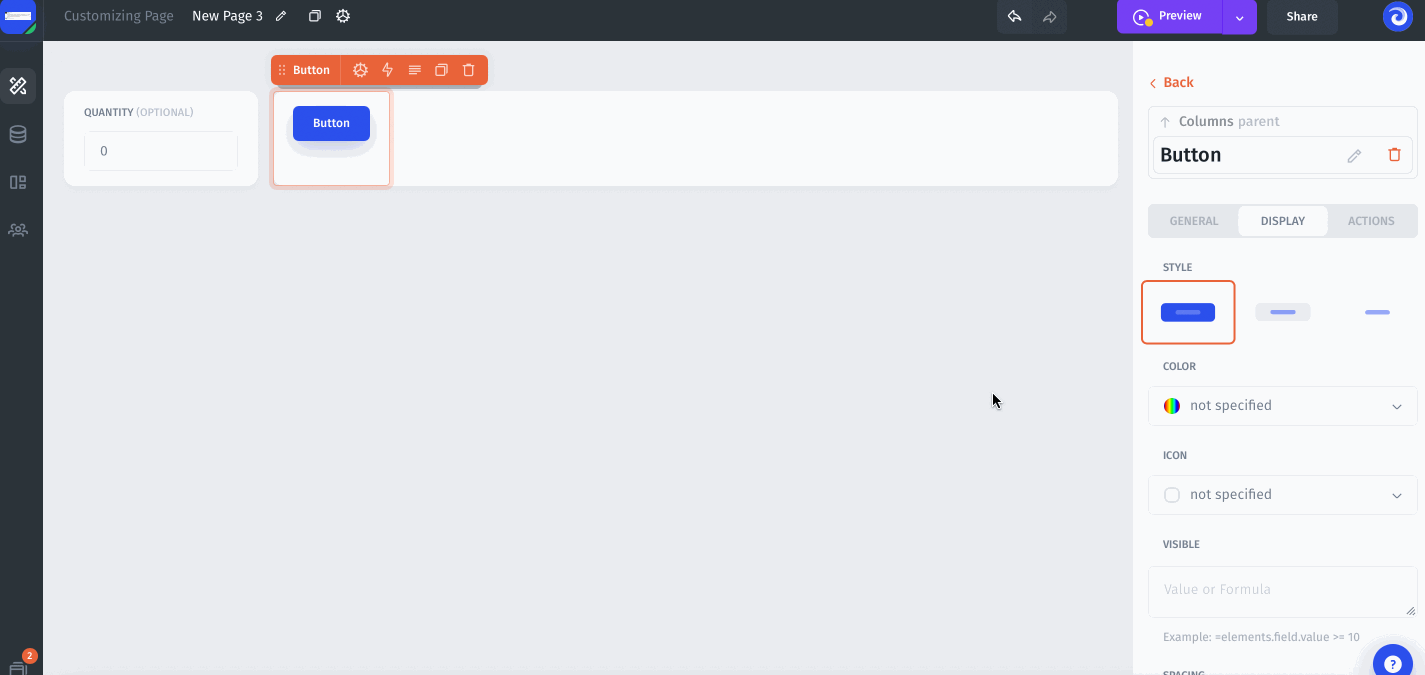 Customizing Page New Page 3 Preview Share
Button
Back
QUANTITY (OPTIONAL)
Columns parent
Button
0
Button
GENERAL DISPLAY ACTIONS
STYLE
COLOR
not specified
ICON
not specified
VISIBLE
Value or Formula
Example: =elements.field.value >= 10
2
?
SPACING